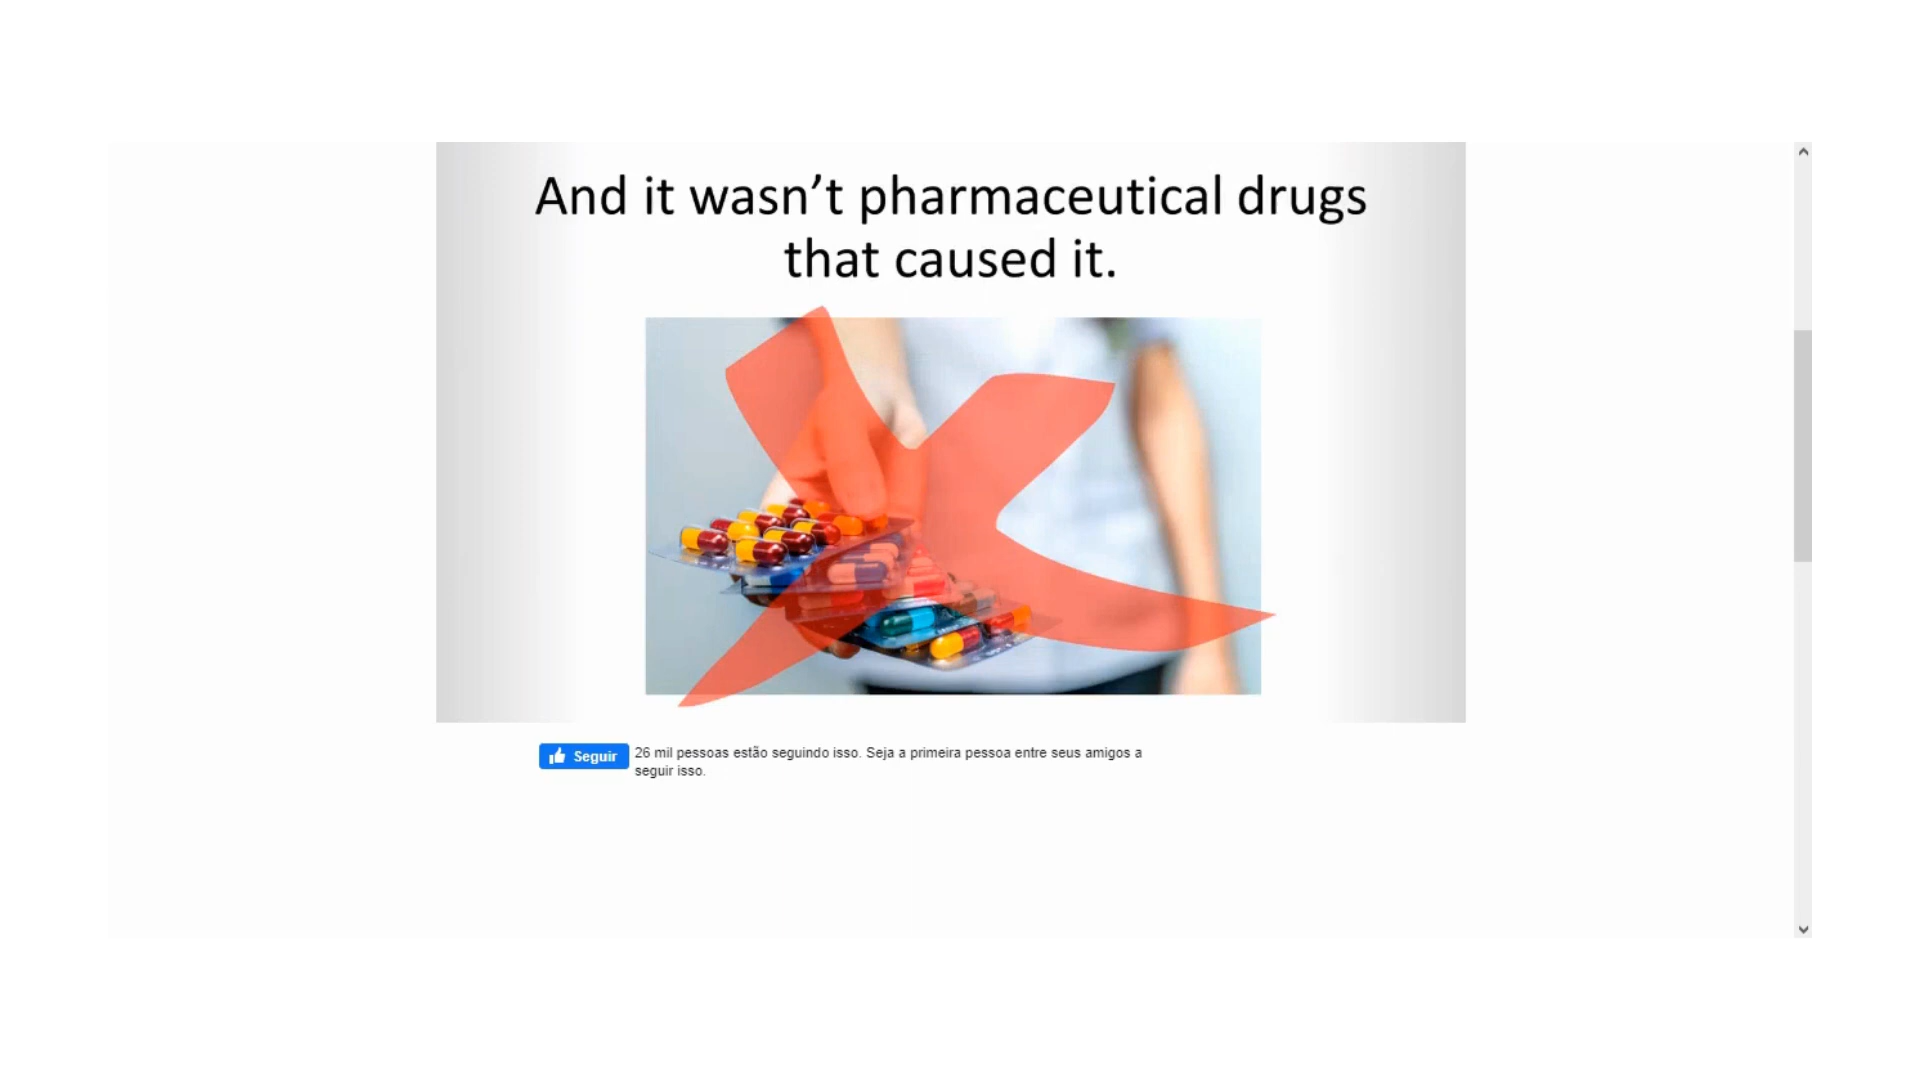 And it wasn’t pharmaceutical drugs
that caused it.
Seguir
26 mil pessoas estão seguindo isso. Seja a primeira pessoa entre seus amigos a
seguir isso.